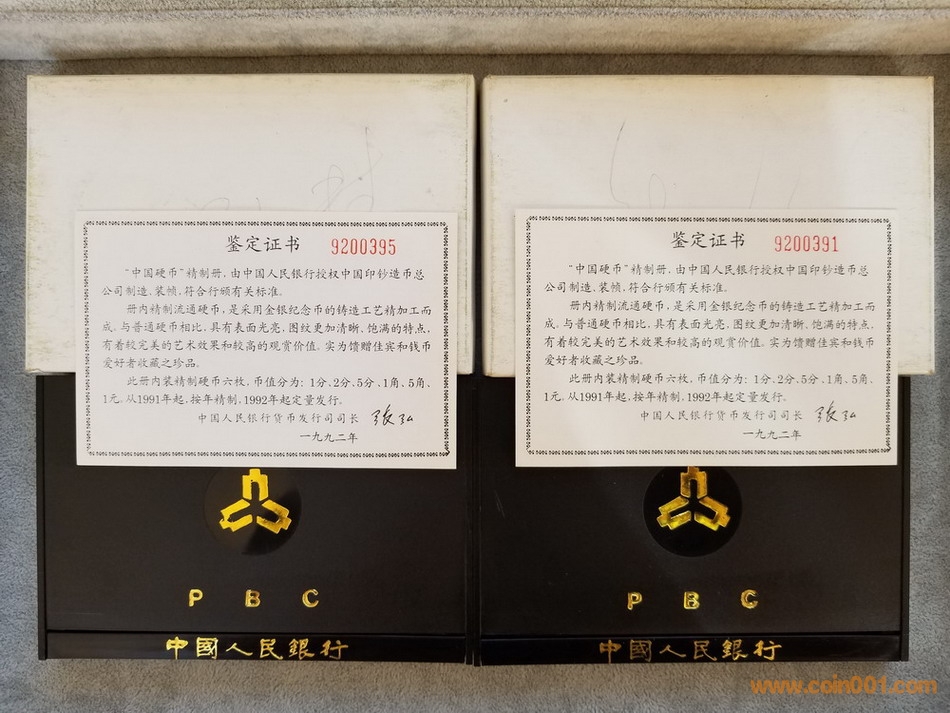 鉴定证书 9200395
“中国硬币”精制册，由中国人民银行授权中国印钞造币总
公司制造、装帧，符合行颁有关标准。
册内精制流通硬币，是采用金银纪念币的铸造工艺精加工而
成。与普通硬币相比，具有表面光亮，图纹更加清晰、饱满的特点，
有着较完美的艺术效果和较高的观赏价值。实为馈赠佳宾和钱币
爱好者收藏之珍品。
此册内装精制硬币六枚，币值分为：1分、2分、5分、1角、5角、
1元。从1991年起，按年精制，1992年起定量发行。
中国人民银行货币发行司司长 张弘
一九九二年
PBC
中國人民銀行
鉴定证书 9200391
“中国硬币”精制册，由中国人民银行授权中国印钞造币总
公司制造、装帧，符合行颁有关标准。
册内精制流通硬币，是采用金银纪念币的铸造工艺精加工而
成。与普通硬币相比，具有表面光亮，图纹更加清晰、饱满的特点，
有着较完美的艺术效果和较高的观赏价值。实为馈赠佳宾和钱币
爱好者收藏之珍品。
此册内装精制硬币六枚，币值分为：1分、2分、5分、1角、5角、
1元。从1991年起，按年精制，1992年起定量发行。
中国人民银行货币发行司司长 张弘
一九九二年
PBC
中國人民銀行
www.coin001.com